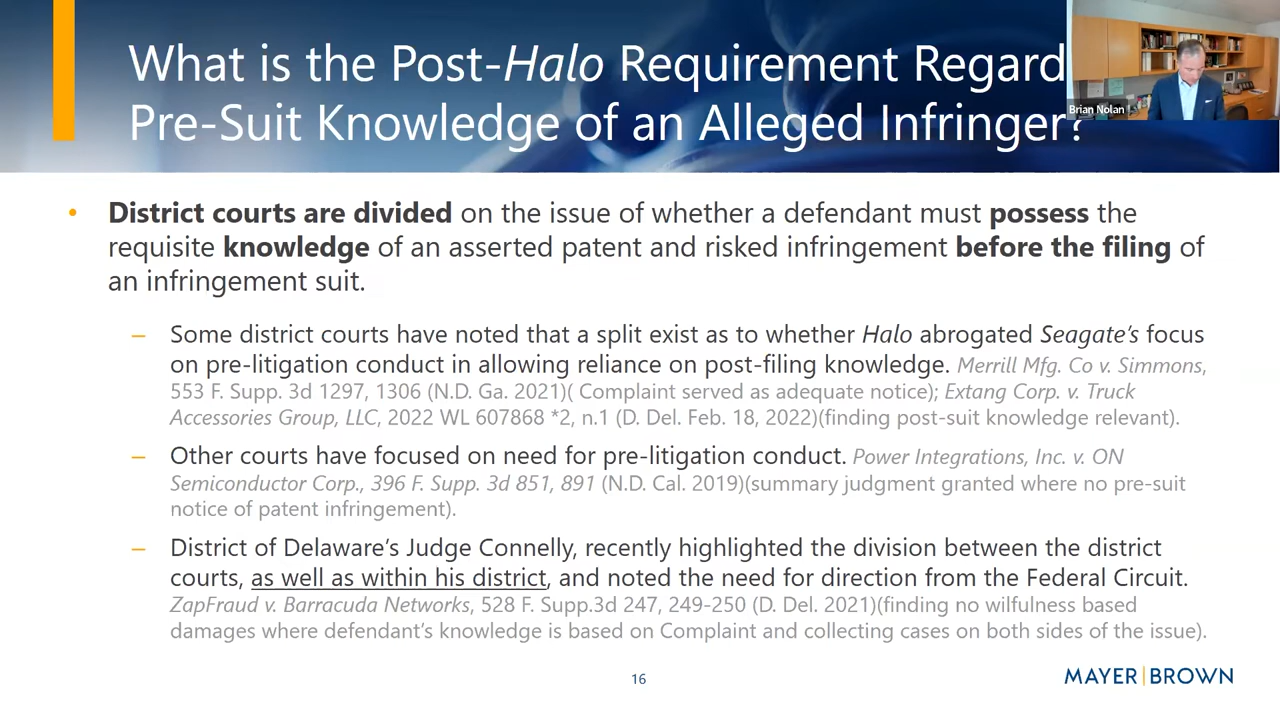 What is the Post-Halo Requirement Regard
Pre-Suit Knowledge of an Alleged Infringer?
Brian Nolan
• District courts are divided on the issue of whether a defendant must possess the
requisite knowledge of an asserted patent and risked infringement before the filing of
an infringement suit.
– Some district courts have noted that a split exist as to whether Halo abrogated Seagate's focus
on pre-litigation conduct in allowing reliance on post-filing knowledge. Merrill Mfg. Co v. Simmons,
553 F. Supp. 3d 1297, 1306 (N.D. Ga. 2021)( Complaint served as adequate notice); Extang Corp. v. Truck
Accessories Group, LLC, 2022 WL 607868 *2, n.1 (D. Del. Feb. 18, 2022)(finding post-suit knowledge relevant).
– Other courts have focused on need for pre-litigation conduct. Power Integrations, Inc. v. ON
Semiconductor Corp., 396 F. Supp. 3d 851, 891 (N.D. Cal. 2019)(summary judgment granted where no pre-suit
notice of patent infringement).
– District of Delaware's Judge Connelly, recently highlighted the division between the district
courts, as well as within his district, and noted the need for direction from the Federal Circuit.
ZapFraud v. Barracuda Networks, 528 F. Supp.3d 247, 249-250 (D. Del. 2021)(finding no wilfulness based
damages where defendant's knowledge is based on Complaint and collecting cases on both sides of the issue).
16
MAYER|BROWN